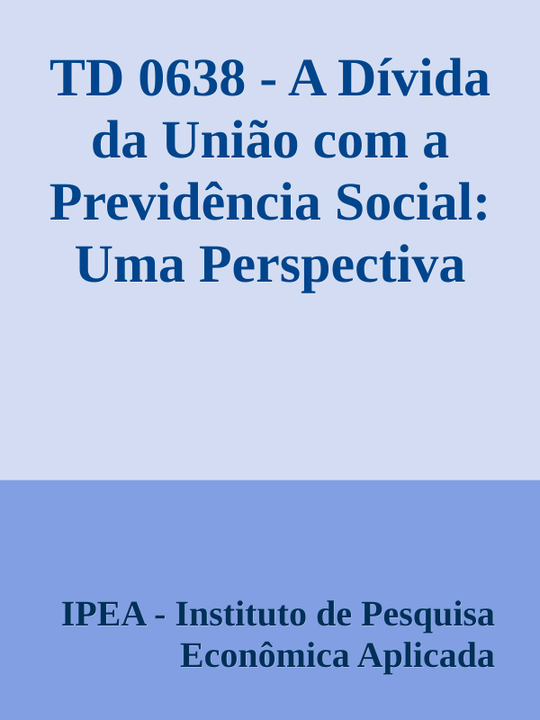 TD 0638 - A Dívida
da União com a
Previdência Social:
Uma Perspectiva
IPEA - Instituto de Pesquisa
Econômica Aplicada